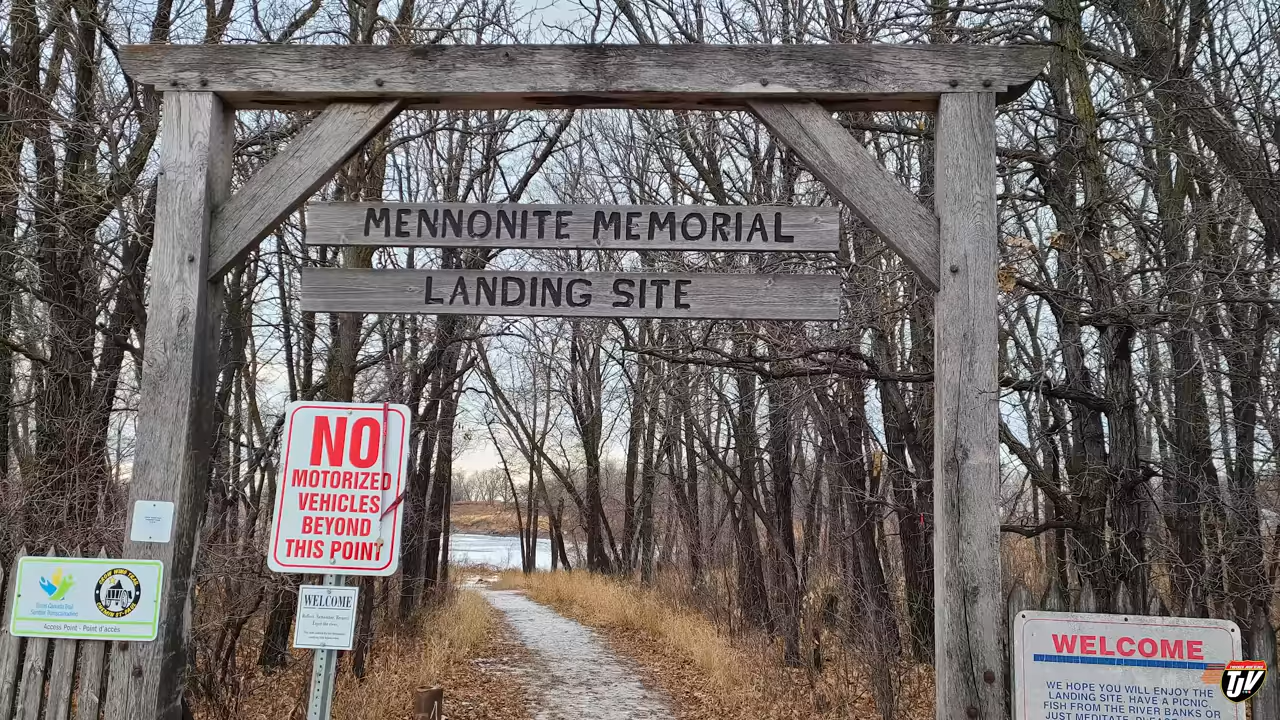 MENNONITE MEMORIAL
LANDING SITE
NO
MOTORIZED
VEHICLES
BEYOND
THIS POINT
Access Point - Point d'accès
WELCOME
WELCOME
WE HOPE YOU WILL ENJOY THE
LANDING SITE. HAVE A PICNIC
FISH FROM THE RIVER BANKS OR
JUST MEDITATE
TJV